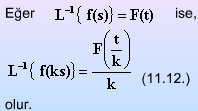 Eğer L⁻¹{ f(s)} = F(t) ise,
L⁻¹{ f(ks)} = F(t/k)/k (11.12.)
olur.